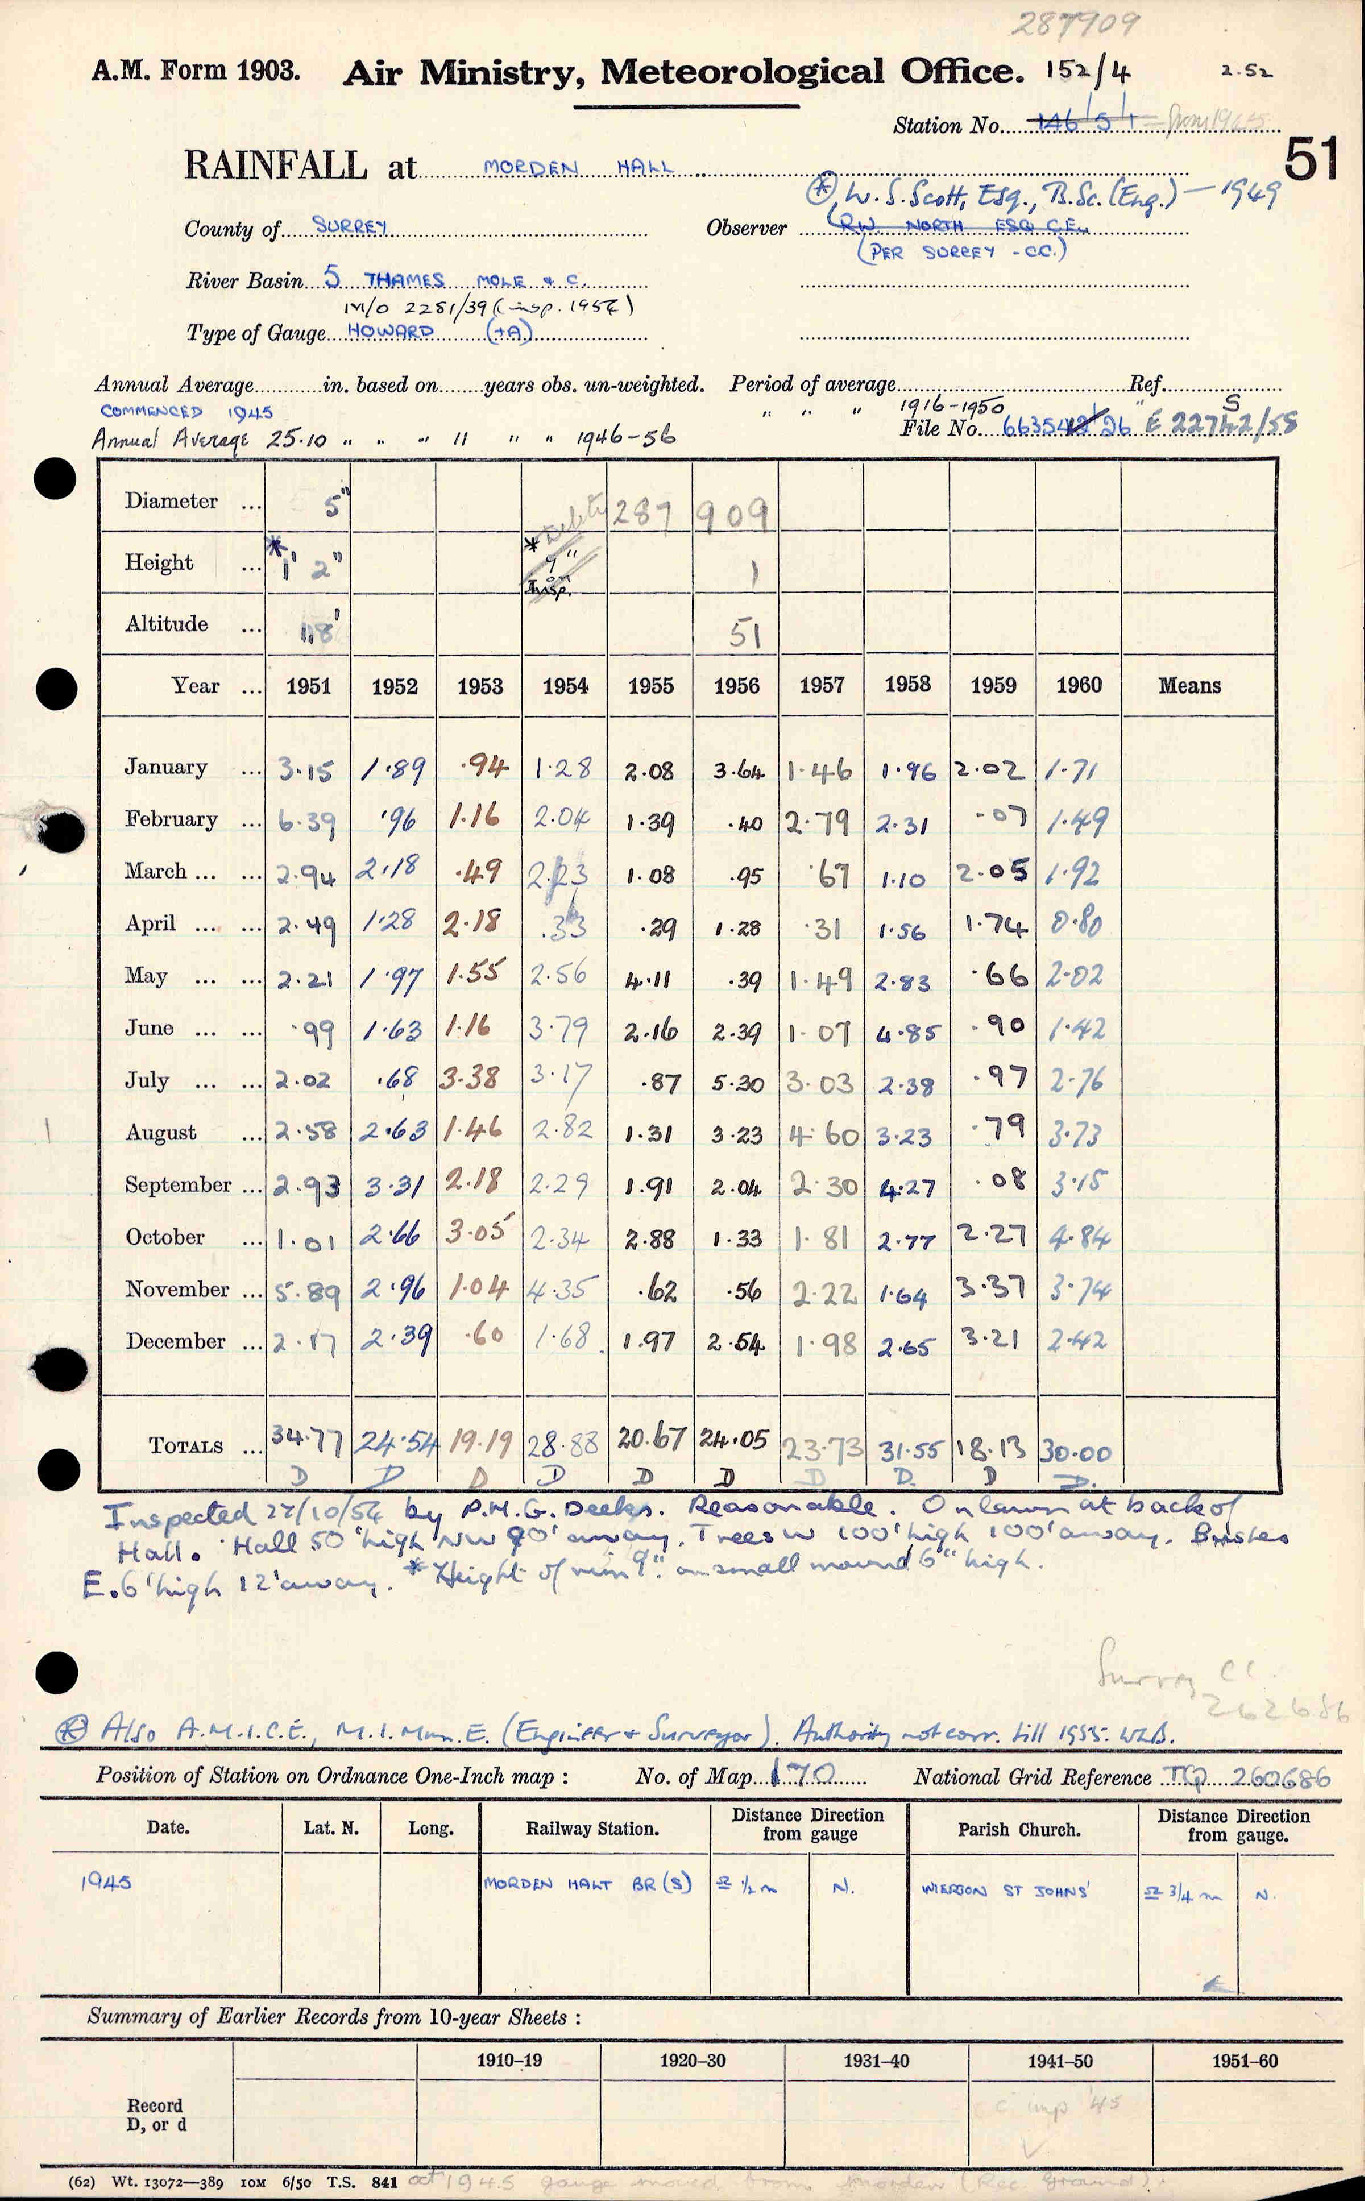 287909
A.M. Form 1903. Air Ministry, Meteorological Office. 152/4 2.52
Station No. 146/5/1 = from 1945
51
RAINFALL at MORDEN HALL
⊛ W. S. Scott, Esq., B.Sc. (Eng.) — 1949
County of SURREY Observer R.W. NORTH ESQ C.E.
(PER SURREY - CC.)
River Basin 5 THAMES MOLE & C.
M/O 2281/39 (insp. 1954)
Type of Gauge HOWARD (+A)
Annual Average in. based on years obs. un-weighted. Period of average Ref.
COMMENCED 1945 " " " 1916-1950 " S
Annual Average 25.10 " " " 11 " " " 1946-56 File No. 663542/26 E 22742/58
Diameter ... 5" 287 909
Height ... * 1' 2" * 9" Insp. 1
Altitude ... 118' 51
Year ... 1951 1952 1953 1954 1955 1956 1957 1958 1959 1960 Means
January ... 3.15 1.89 .94 1.28 2.08 3.64 1.46 1.96 2.02 1.71
February ... 6.39 .96 1.16 2.04 1.39 .40 2.79 2.31 .07 1.49
March ... ... 2.94 2.18 .49 2.23 1.08 .95 .67 1.10 2.05 1.92
April ... ... 2.49 1.28 2.18 .33 .29 1.28 .31 1.56 1.74 0.80
May ... ... 2.21 1.97 1.55 2.56 4.11 .39 1.49 2.83 .66 2.02
June ... ... .99 1.63 1.16 3.79 2.16 2.39 1.07 4.85 .90 1.42
July ... ... 2.02 .68 3.38 3.17 .87 5.30 3.03 2.38 .97 2.76
August ... 2.58 2.63 1.46 2.82 1.31 3.23 4.60 3.23 .79 3.73
September ... 2.93 3.31 2.18 2.29 1.91 2.04 2.30 4.27 .08 3.15
October ... 1.01 2.66 3.05 2.34 2.88 1.33 1.81 2.77 2.27 4.84
November ... 5.89 2.96 1.04 4.35 .62 .56 2.22 1.64 3.37 3.74
December ... 2.17 2.39 .60 1.68 1.97 2.54 1.98 2.65 3.21 2.42
TOTALS ... 34.77 24.54 19.19 28.88 20.67 24.05 23.73 31.55 18.13 30.00
D D D D D D D D. D D.
Inspected 27/10/54 by P.H.G. Deeks. Reasonable. On lawn at back of
Hall. Hall 50' high NW 90' away. Trees W 100' high 100' away. Bushes
E. 6' high 12' away. * Height of rim 9". on small mound 6" high.
Surrey CC
262686
⊛ Also A.M.I.C.E., M.I.Mun.E. (Engineer & Surveyor). Authority not corr. till 1955. WLB.
Position of Station on Ordnance One-Inch map : No. of Map 170 National Grid Reference TQ 260686
Date. Lat. N. Long. Railway Station. Distance Direction from gauge Parish Church. Distance Direction from gauge.
1945 MORDEN HALT BR (S) ≏ 1/2 m N. ST JOHNS' ≏ 3/4 m N.
Summary of Earlier Records from 10-year Sheets :
1910–19 1920–30 1931–40 1941–50 1951–60
Record
D, or d
c imp '45
(62) Wt. 13072—389 10M 6/50 T.S. 841 oct 1945 gauge moved from Morden (Rec Ground).